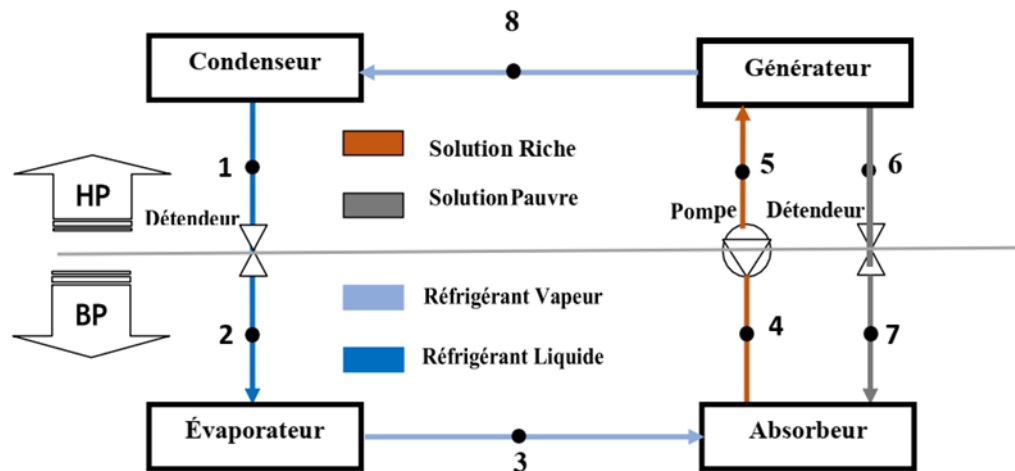 8
Condenseur
Générateur
1
Solution Riche
5
6
HP
Solution Pauvre
Détendeur
Pompe
Détendeur
BP
Réfrigérant Vapeur
2
4
7
Réfrigérant Liquide
Évaporateur
Absorbeur
3